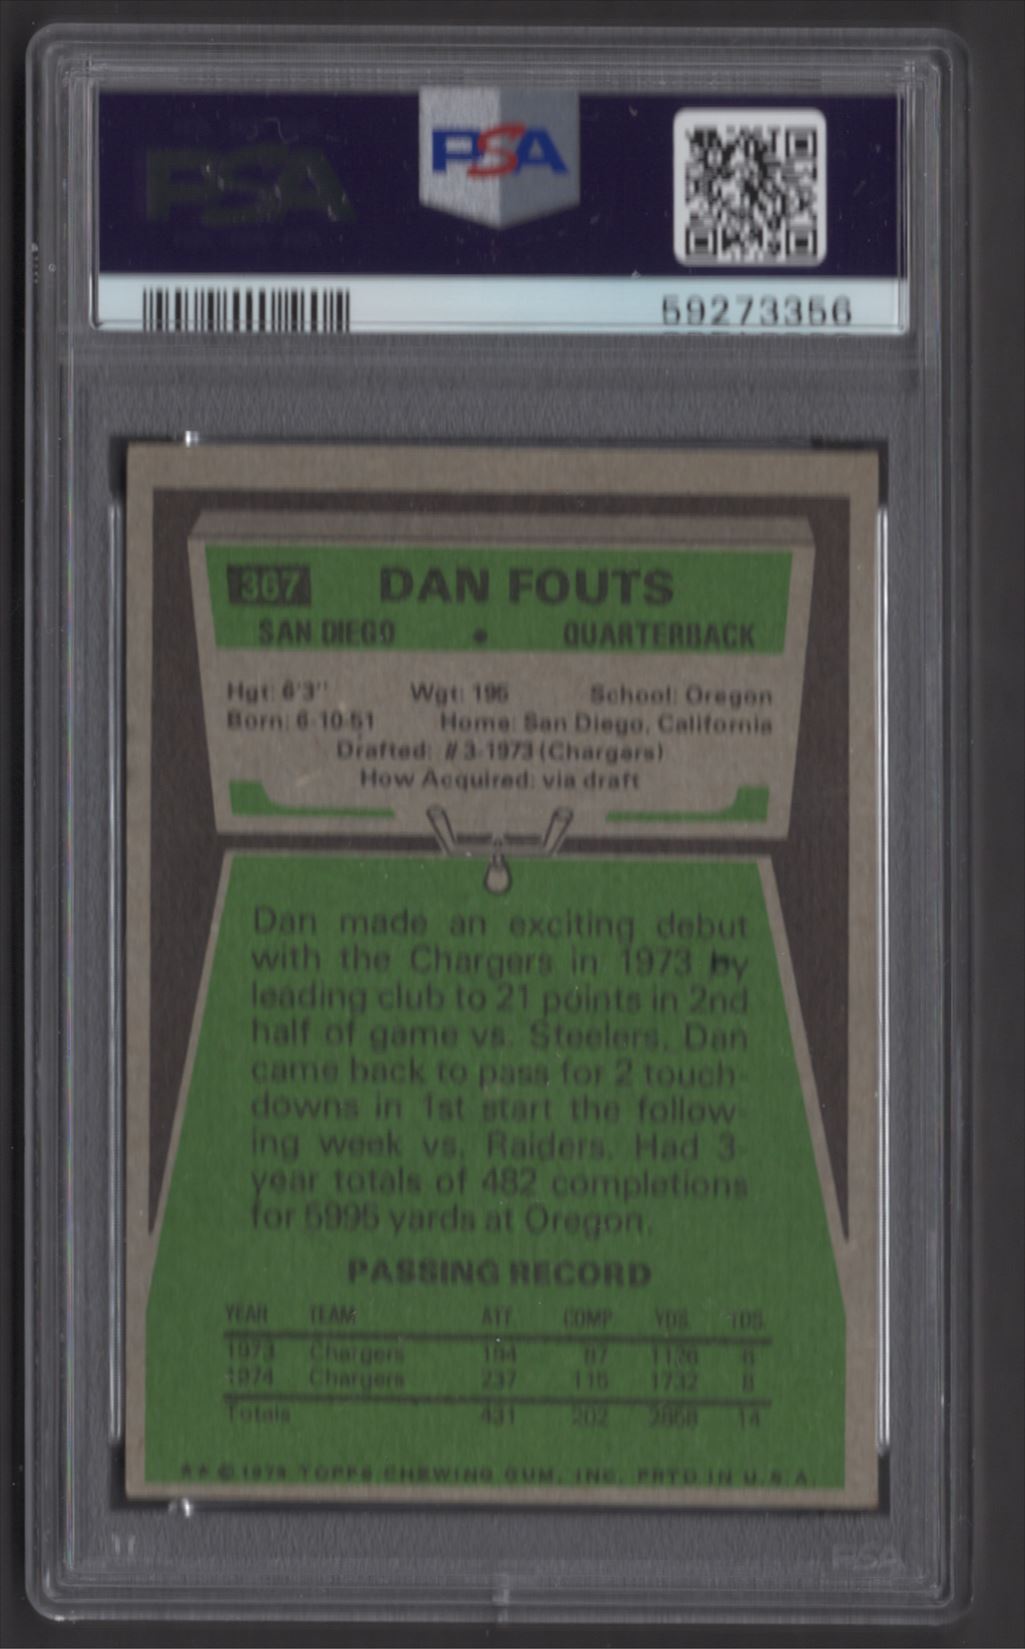 PSA
PSA
59273356
367 DAN FOUTS
SAN DIEGO • QUARTERBACK
Hgt: 6'3" Wgt: 195 School: Oregon
Born: 6-10-51 Home: San Diego, California
Drafted: #3-1973 (Chargers)
How Acquired: via draft
Dan made an exciting debut
with the Chargers in 1973 by
leading club to 21 points in 2nd
half of game vs. Steelers. Dan
came back to pass for 2 touch-
downs in 1st start the follow-
ing week vs. Raiders. Had 3-
year totals of 482 completions
for 5995 yards at Oregon.
PASSING RECORD
YEAR TEAM ATT. COMP. YDS. TDS.
1973 Chargers 194 87 1126 6
1974 Chargers 237 115 1732 8
Totals 431 202 2858 14
** © 1975 TOPPS CHEWING GUM, INC. PRTD IN U.S.A.
PSA